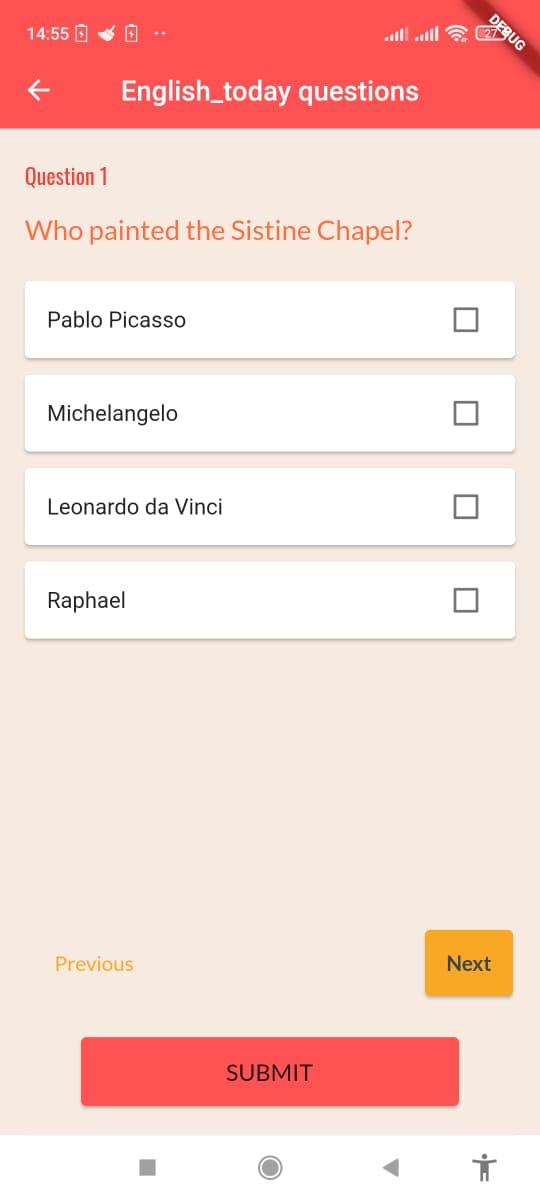 14:55
27
DEBUG
English_today questions
Question 1
Who painted the Sistine Chapel?
Pablo Picasso
Michelangelo
Leonardo da Vinci
Raphael
Previous
Next
SUBMIT